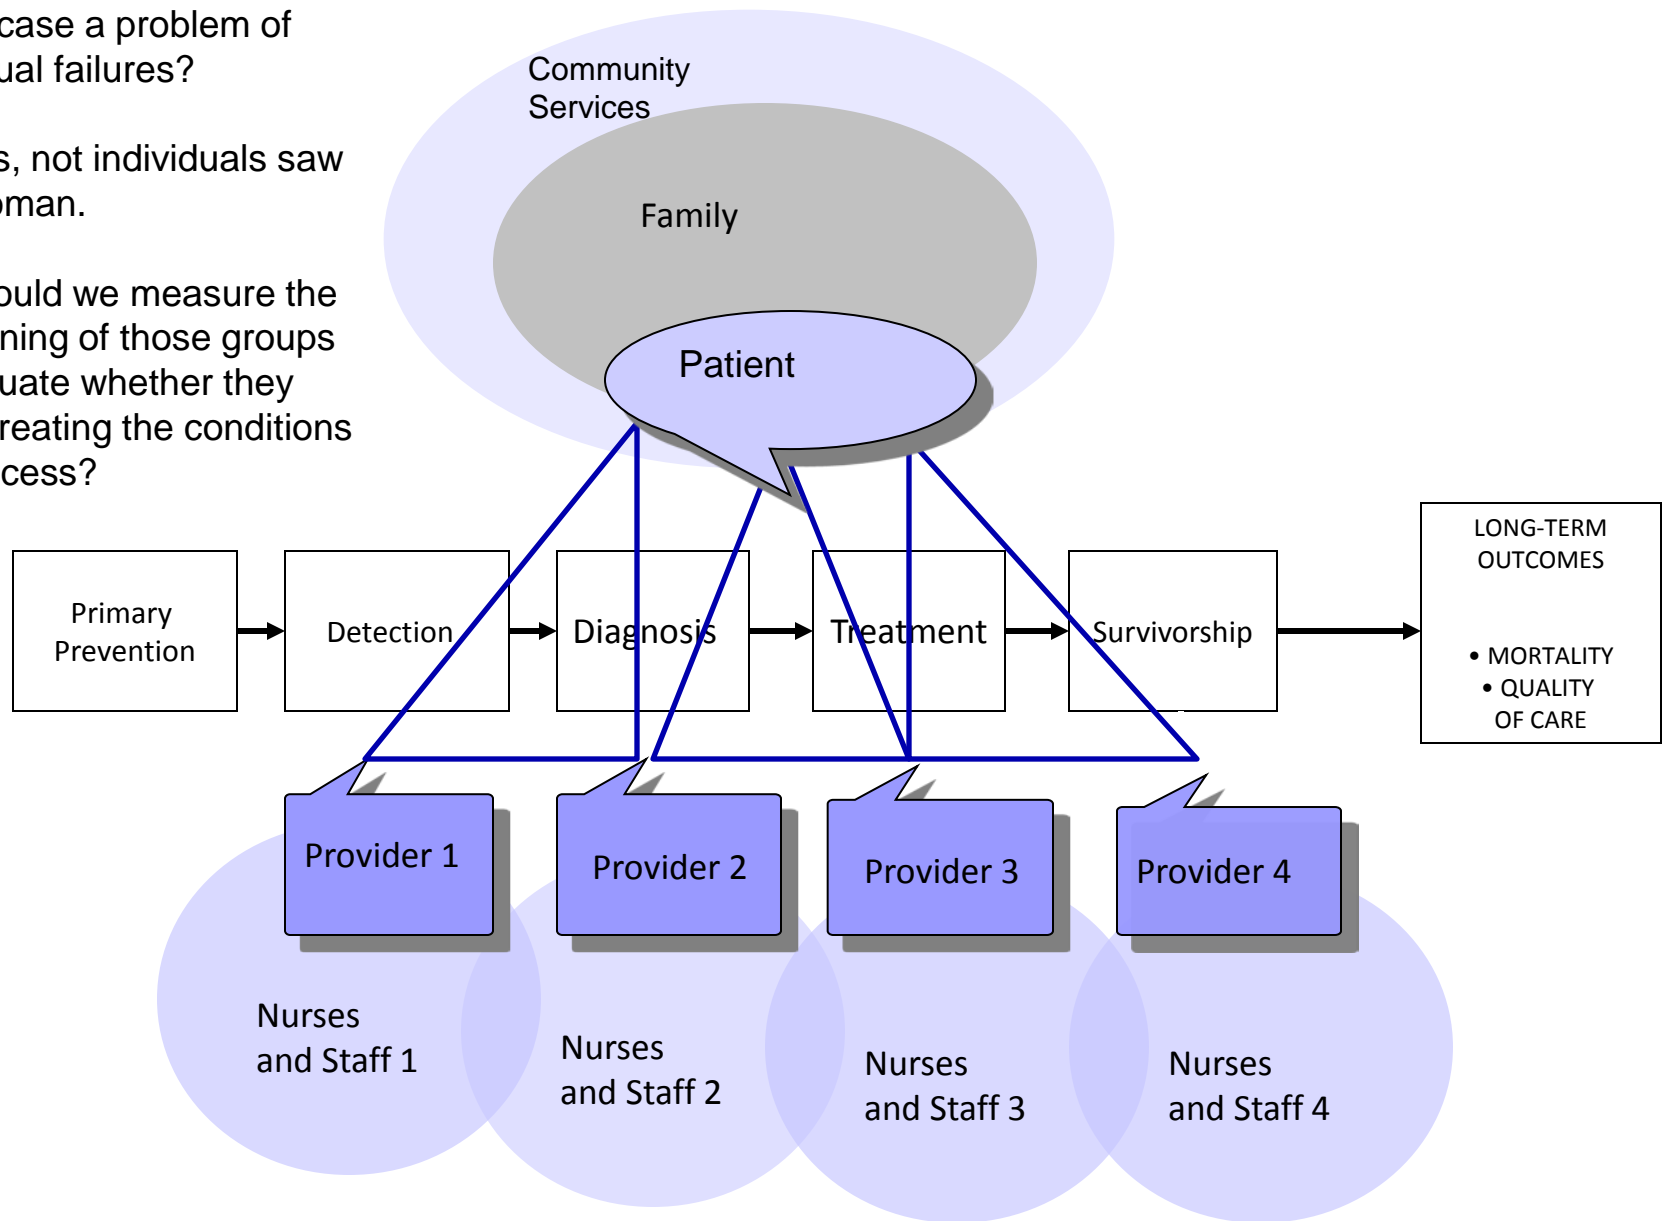 case a problem of
ual failures?
s, not individuals saw
oman.
ould we measure the
ning of those groups
uate whether they
reating the conditions
ccess?
Community
Services
Family
Patient
Primary
Prevention
Detection
Diagnosis
Treatment
Survivorship
LONG-TERM
OUTCOMES
• MORTALITY
• QUALITY
OF CARE
Provider 1
Provider 2
Provider 3
Provider 4
Nurses
and Staff 1
Nurses
and Staff 2
Nurses
and Staff 3
Nurses
and Staff 4